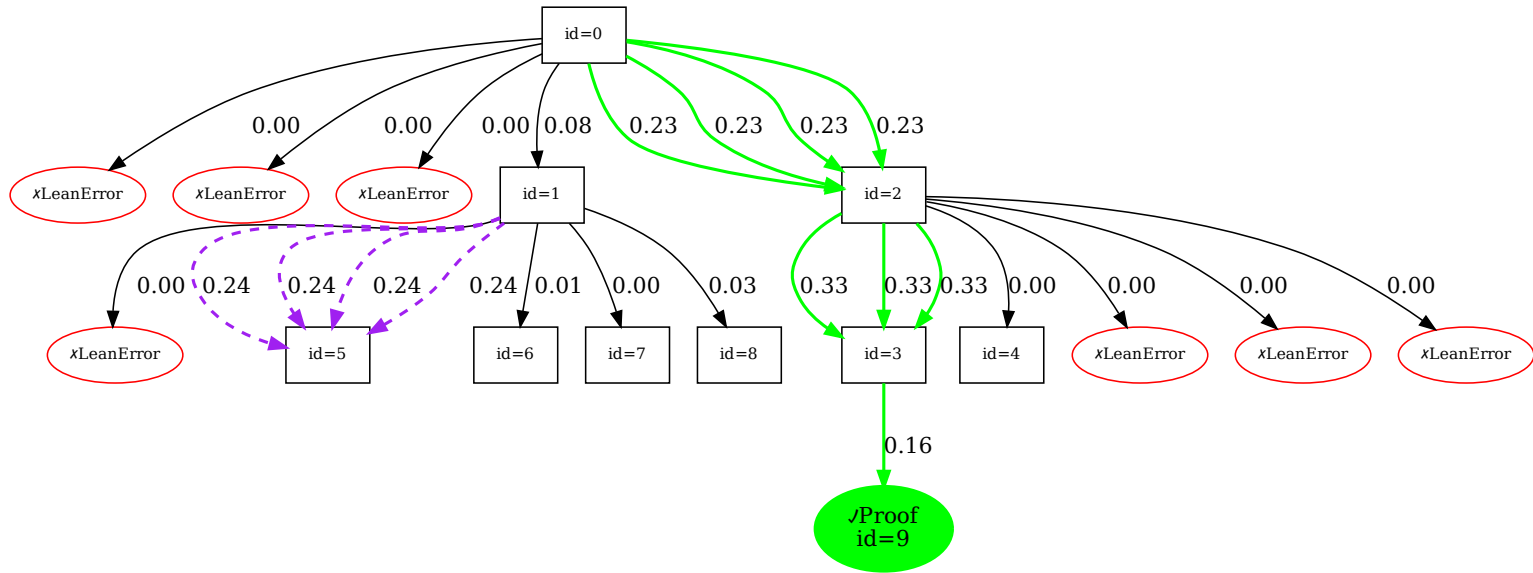 id=0
0.00
0.00
0.00
0.08
0.23
0.23
0.23
0.23
✗LeanError
✗LeanError
✗LeanError
id=1
id=2
0.00
0.24
0.24
0.24
0.24
0.01
0.00
0.03
0.33
0.33
0.33
0.00
0.00
0.00
0.00
✗LeanError
id=5
id=6
id=7
id=8
id=3
id=4
✗LeanError
✗LeanError
✗LeanError
0.16
✓Proof
id=9